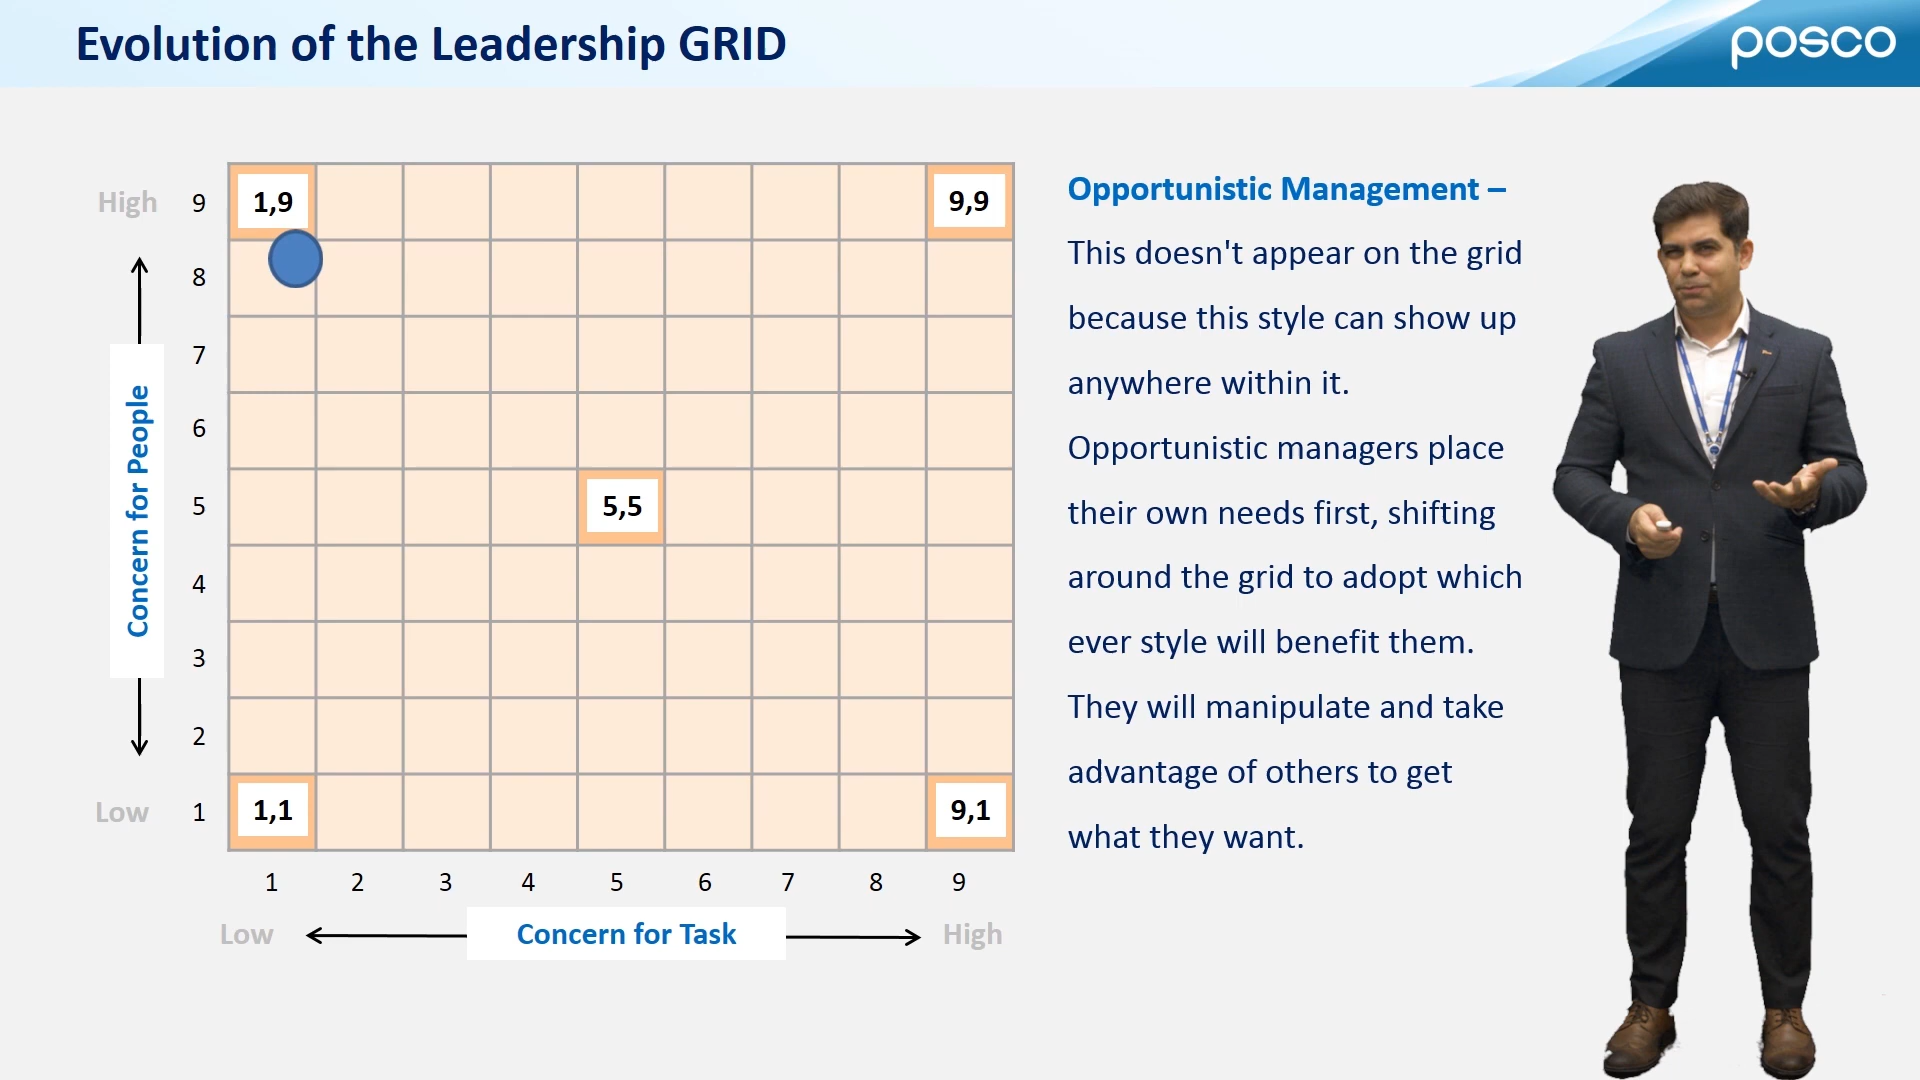 Evolution of the Leadership GRID
posco
High
9
1,9
9,9
8
7
6
5
5,5
4
3
2
Low
1
1,1
9,1
1 2 3 4 5 6 7 8 9
Low
Concern for Task
High
Concern for People
Opportunistic Management –
This doesn't appear on the grid
because this style can show up
anywhere within it.
Opportunistic managers place
their own needs first, shifting
around the grid to adopt which
ever style will benefit them.
They will manipulate and take
advantage of others to get
what they want.